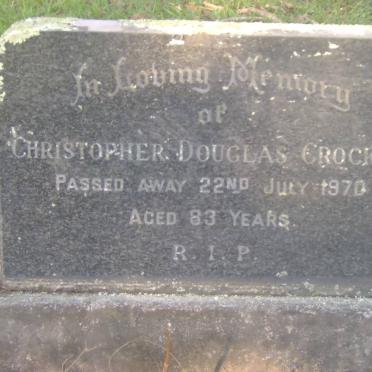 In Loving Memory
of
CHRISTOPHER DOUGLAS
PASSED AWAY 22ND JULY 1970
AGED 83 YEARS
R. I. P.